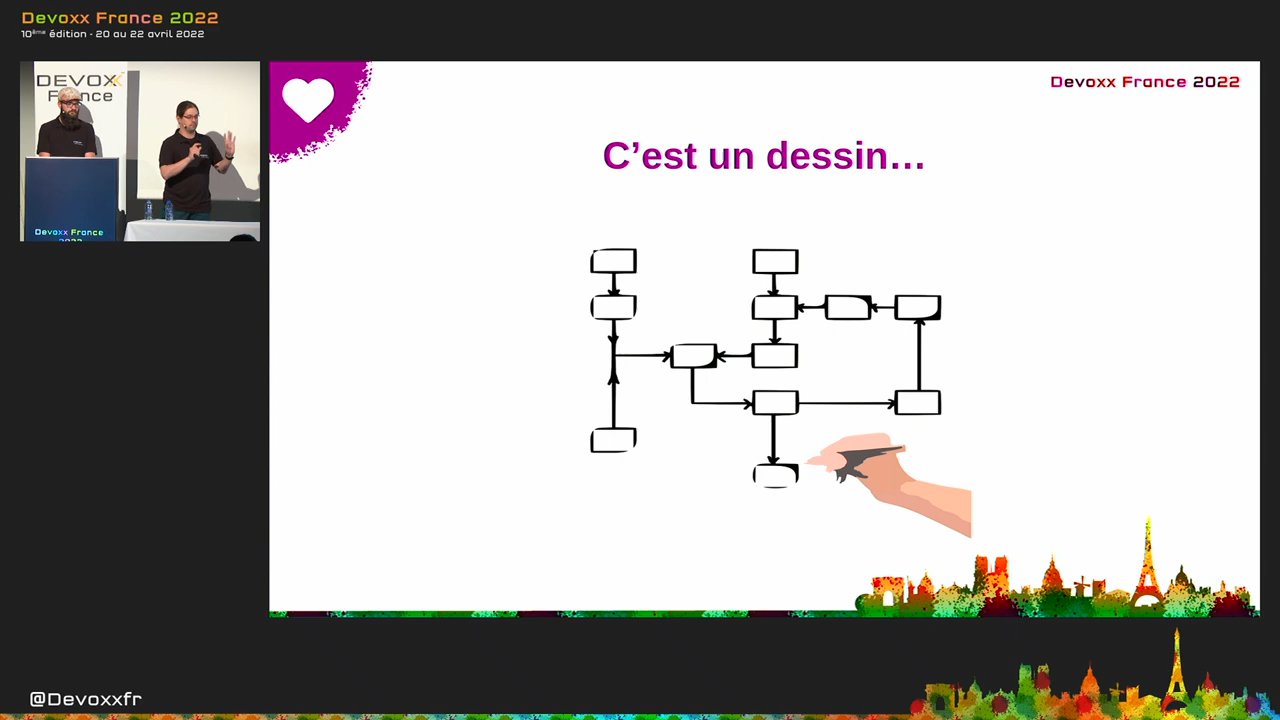 Devoxx France 2022
10ème édition - 20 au 22 avril 2022
DEVOXX
France
Devoxx France
2022
Devoxx France 2022
C’est un dessin…
@Devoxxfr